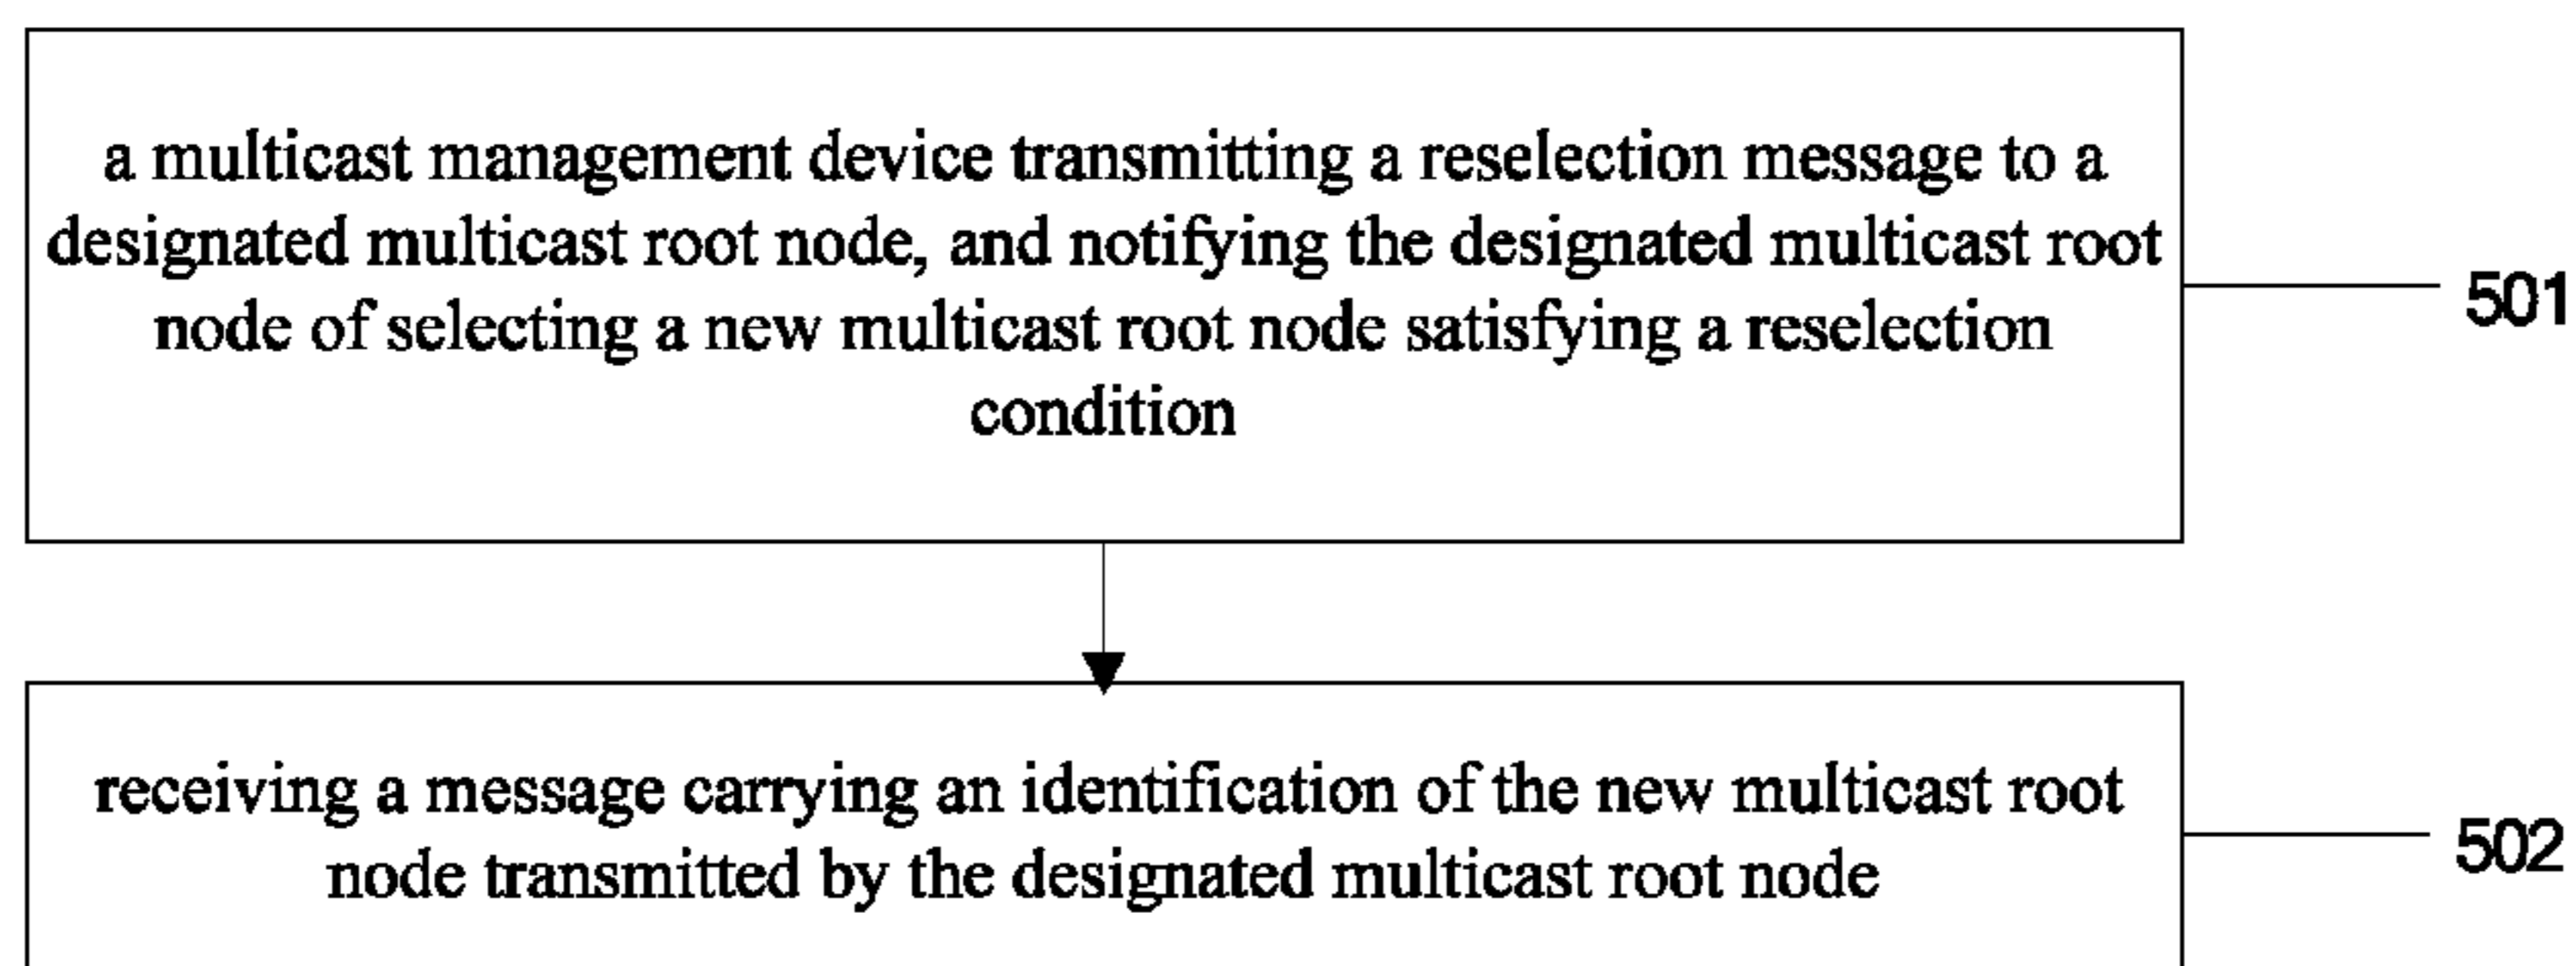 a multicast management device transmitting a reselection message to a
designated multicast root node, and notifying the designated multicast root
node of selecting a new multicast root node satisfying a reselection
condition
501
receiving a message carrying an identification of the new multicast root
node transmitted by the designated multicast root node
502